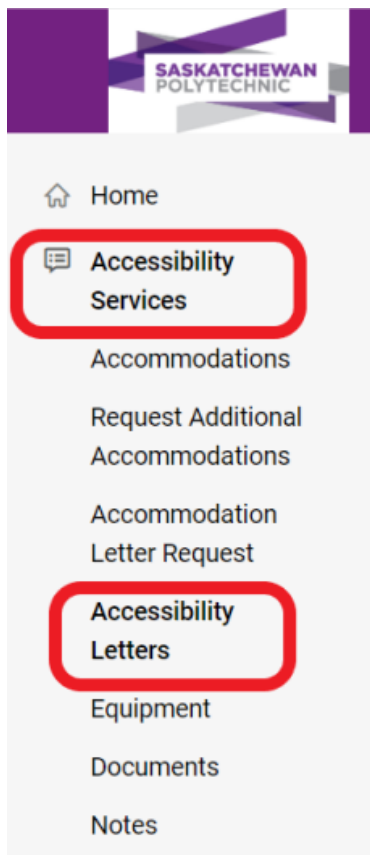 SASKATCHEWAN
POLYTECHNIC
Home
Accessibility
Services
Accommodations
Request Additional
Accommodations
Accommodation
Letter Request
Accessibility
Letters
Equipment
Documents
Notes